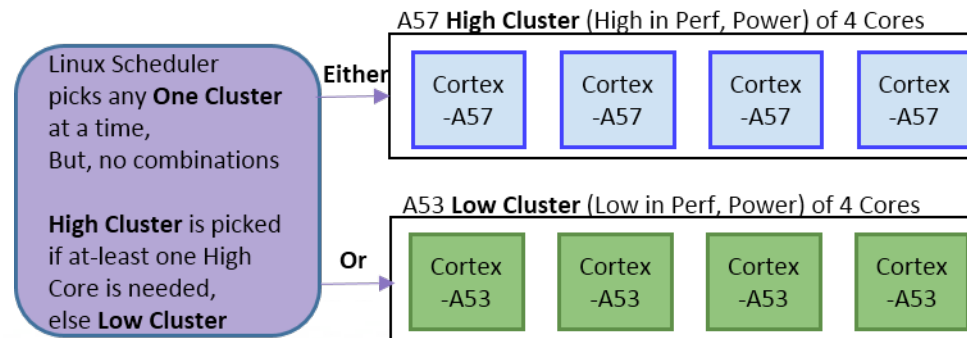 Linux Scheduler
picks any One Cluster
at a time,
But, no combinations
High Cluster is picked
if at-least one High
Core is needed,
else Low Cluster
Either
Or
A57 High Cluster (High in Perf, Power) of 4 Cores
Cortex
-A57
Cortex
-A57
Cortex
-A57
Cortex
-A57
A53 Low Cluster (Low in Perf, Power) of 4 Cores
Cortex
-A53
Cortex
-A53
Cortex
-A53
Cortex
-A53